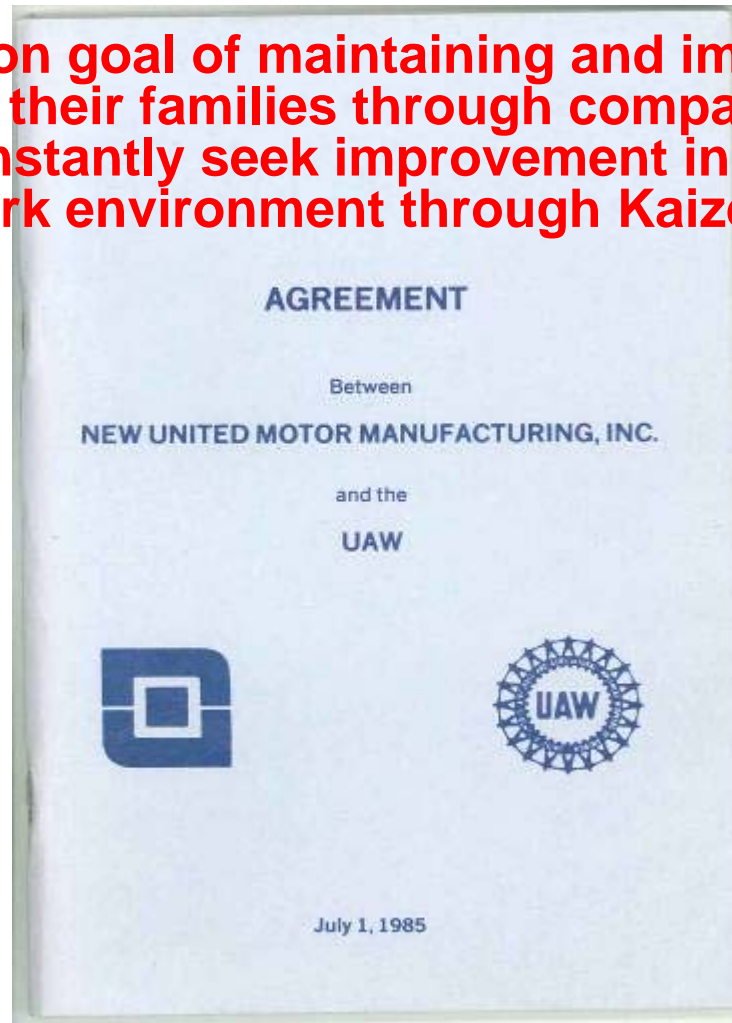 on goal of maintaining and im
their families through compa
nstantly seek improvement in
rk environment through Kaiz
AGREEMENT
Between
NEW UNITED MOTOR MANUFACTURING, INC.
and the
UAW
UAW
July 1, 1985